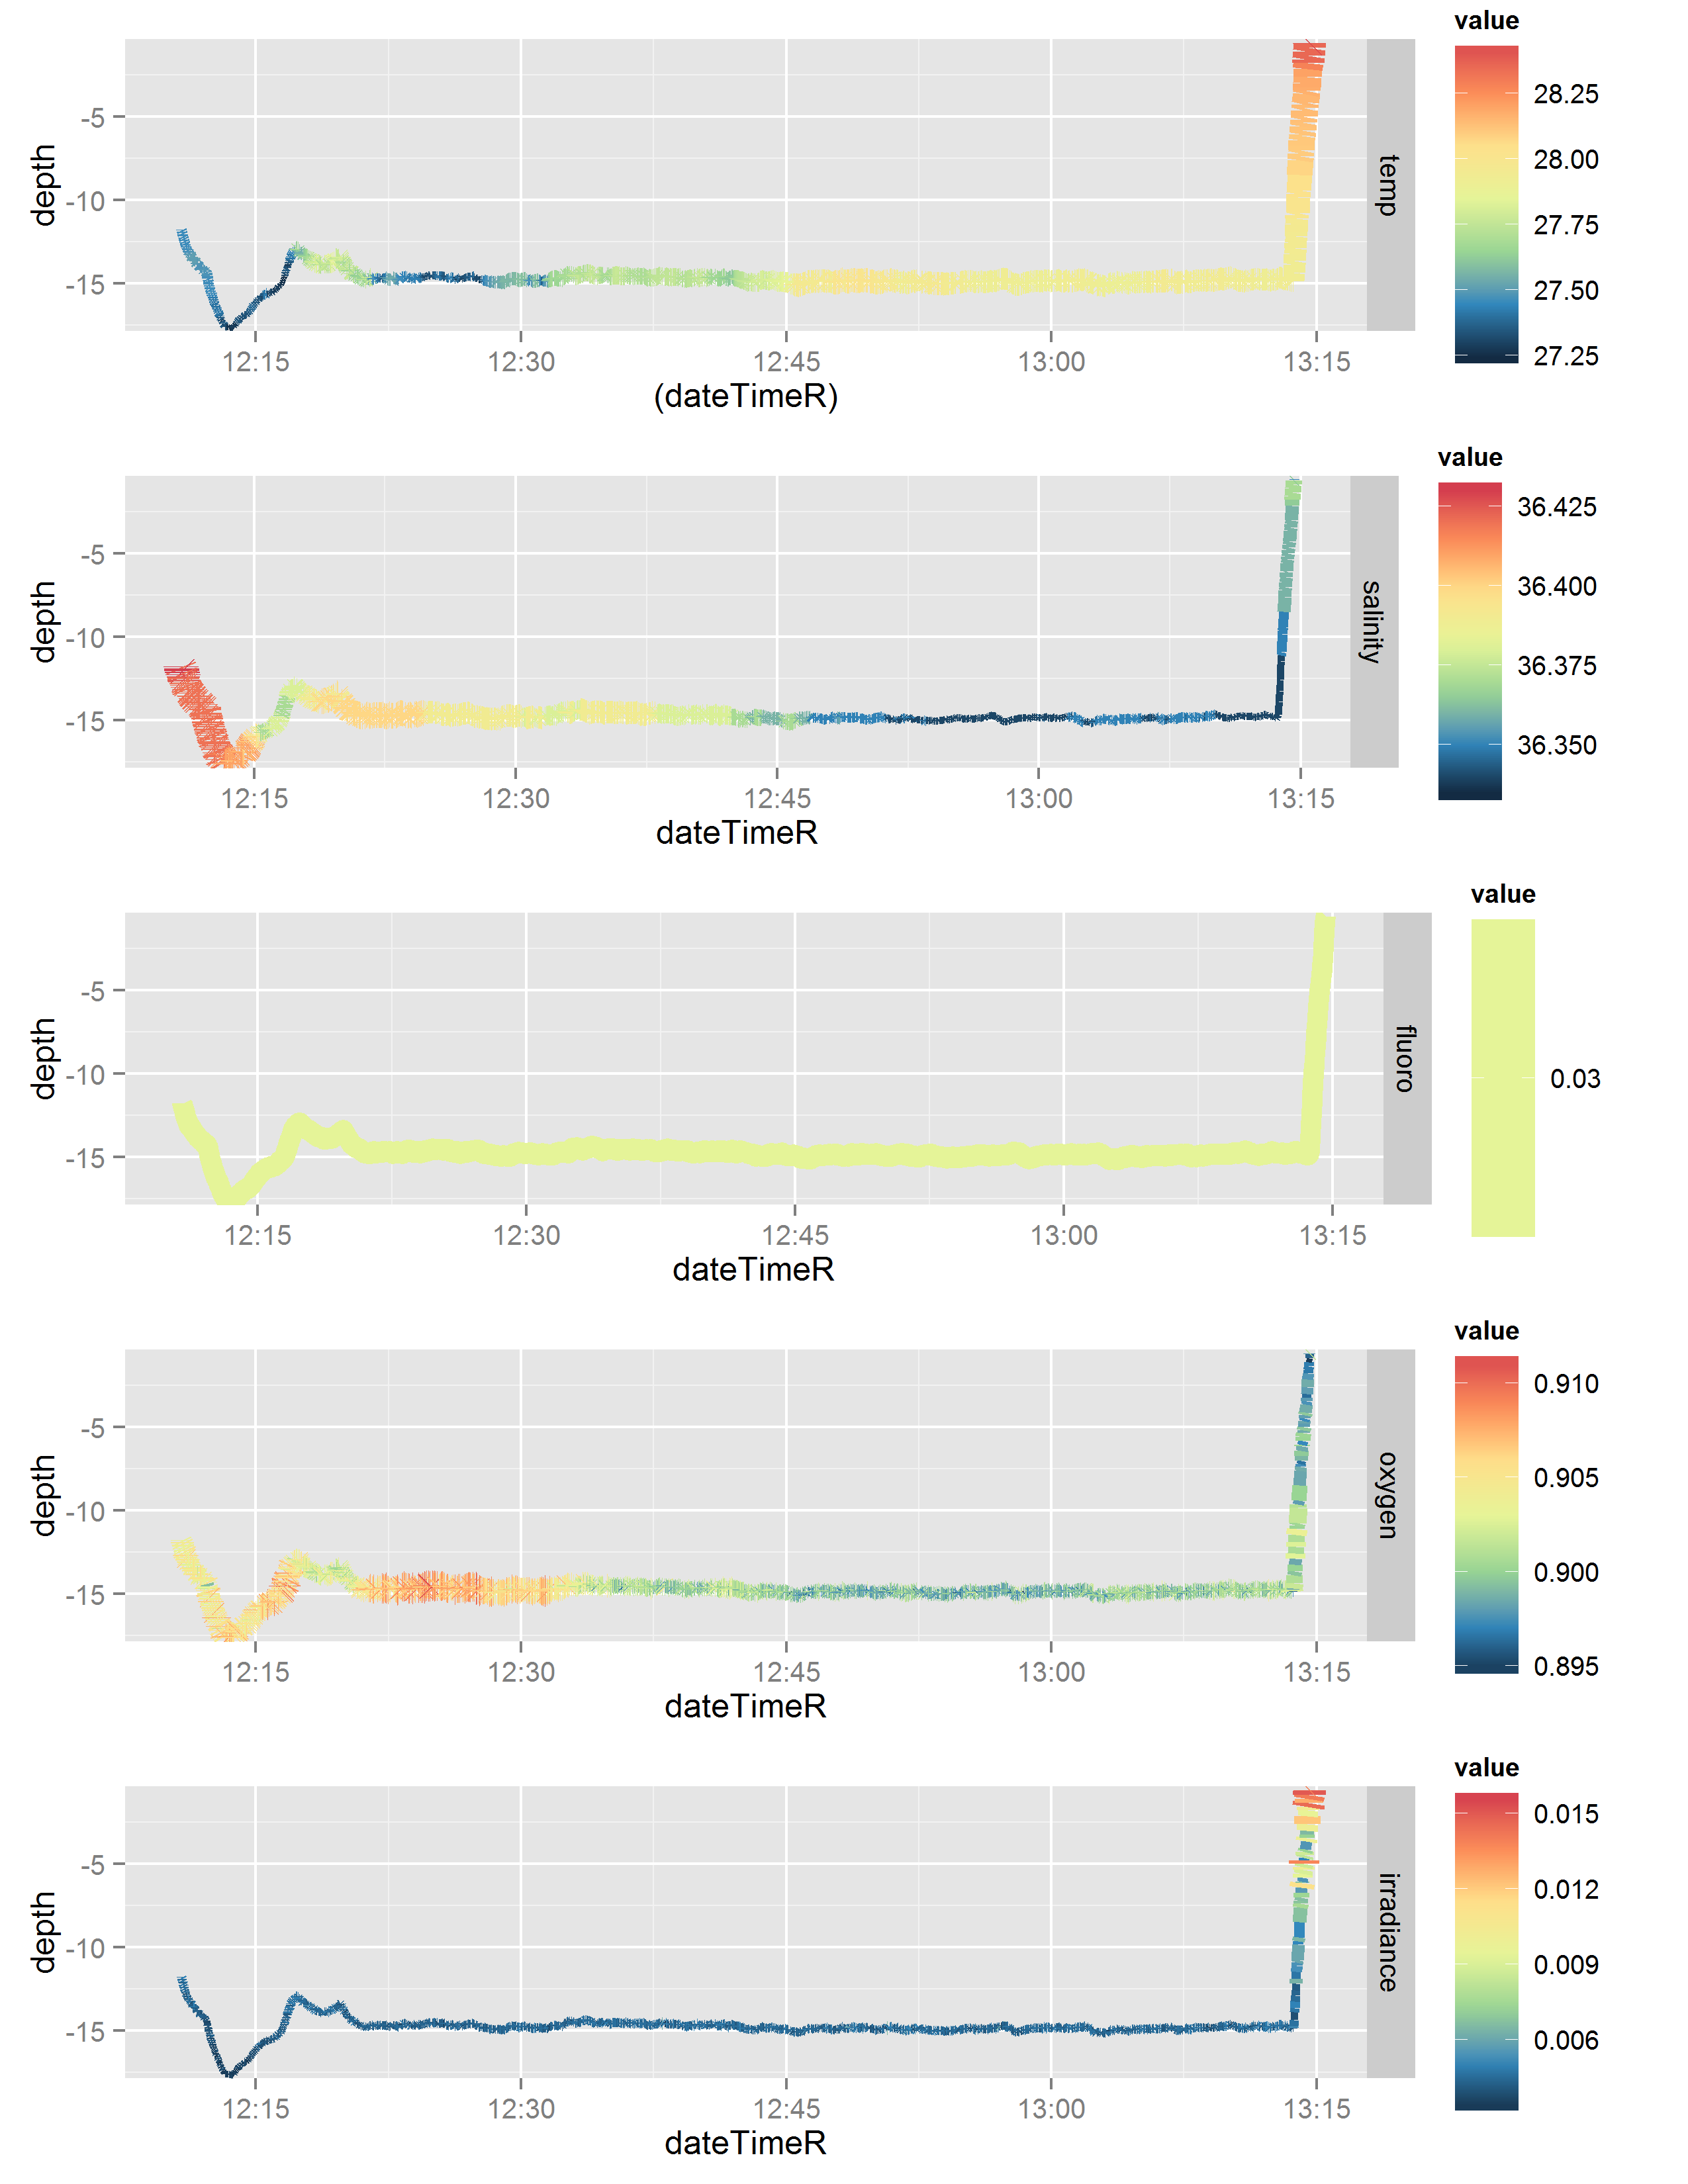 value
28.25
28.00
27.75
27.50
27.25
depth
-5
-10
-15
temp
12:15 12:30 12:45 13:00 13:15
(dateTimeR)
value
36.425
36.400
36.375
36.350
depth
-5
-10
-15
salinity
12:15 12:30 12:45 13:00 13:15
dateTimeR
value
0.03
depth
-5
-10
-15
fluoro
12:15 12:30 12:45 13:00 13:15
dateTimeR
value
0.910
0.905
0.900
0.895
depth
-5
-10
-15
oxygen
12:15 12:30 12:45 13:00 13:15
dateTimeR
value
0.015
0.012
0.009
0.006
depth
-5
-10
-15
irradiance
12:15 12:30 12:45 13:00 13:15
dateTimeR